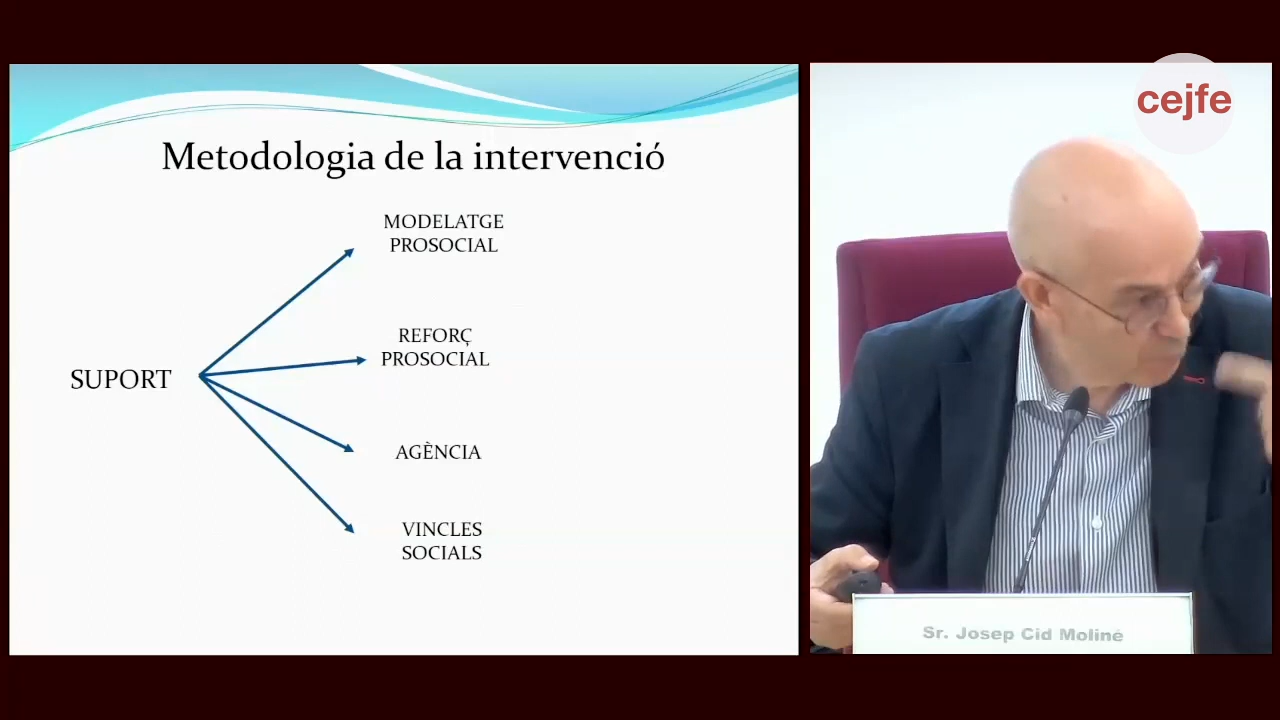 Metodologia de la intervenció
MODELATGE
PROSOCIAL
REFORÇ
PROSOCIAL
SUPORT
AGÈNCIA
VINCLES
SOCIALS
cejfe
Sr. Josep Cid Moliné